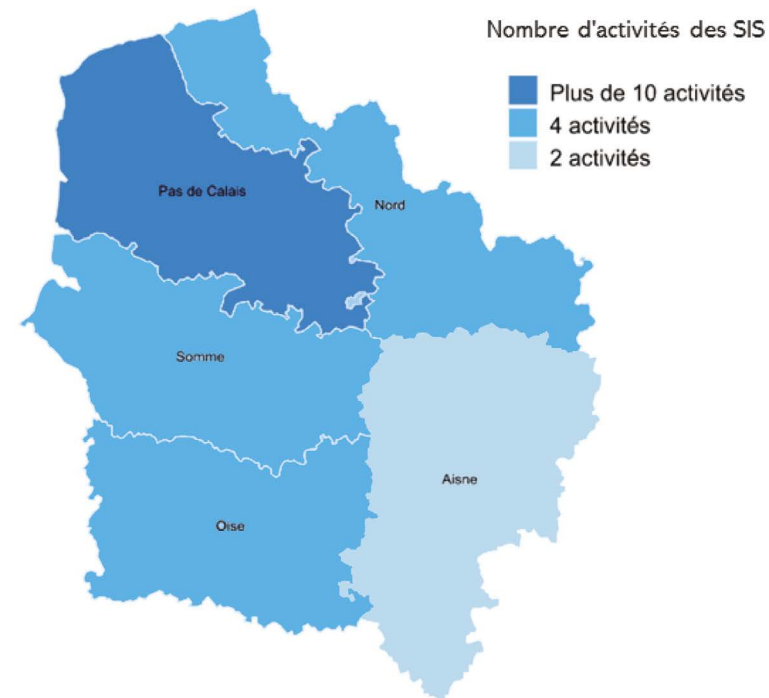 Nombre d'activités des SIS
Plus de 10 activités
4 activités
2 activités
Pas de Calais
Nord
Somme
Aisne
Oise